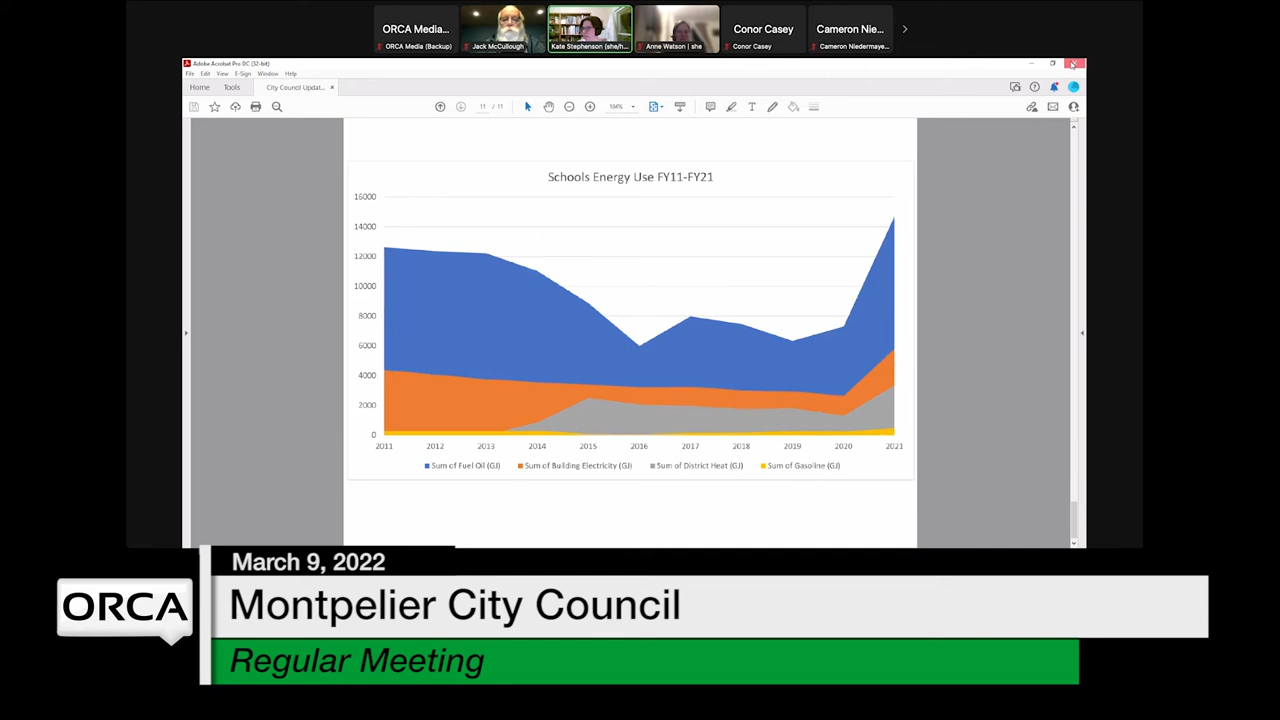 ORCA Media...
Conor Casey
Cameron Nie...
ORCA Media (Backup)
Jack McCullough
Kate Stephenson (she/h...
Anne Watson | she
Conor Casey
Cameron Niedermaye...
Adobe Acrobat Pro DC (32-bit)
File Edit View E-Sign Window Help
Home Tools City Council Updat... ×
11 / 11 104%
Schools Energy Use FY11-FY21
16000
14000
12000
10000
8000
6000
4000
2000
0
2011 2012 2013 2014 2015 2016 2017 2018 2019 2020 2021
Sum of Fuel Oil (GJ) Sum of Building Electricity (GJ) Sum of District Heat (GJ) Sum of Gasoline (GJ)
March 9, 2022
ORCA
Montpelier City Council
Regular Meeting